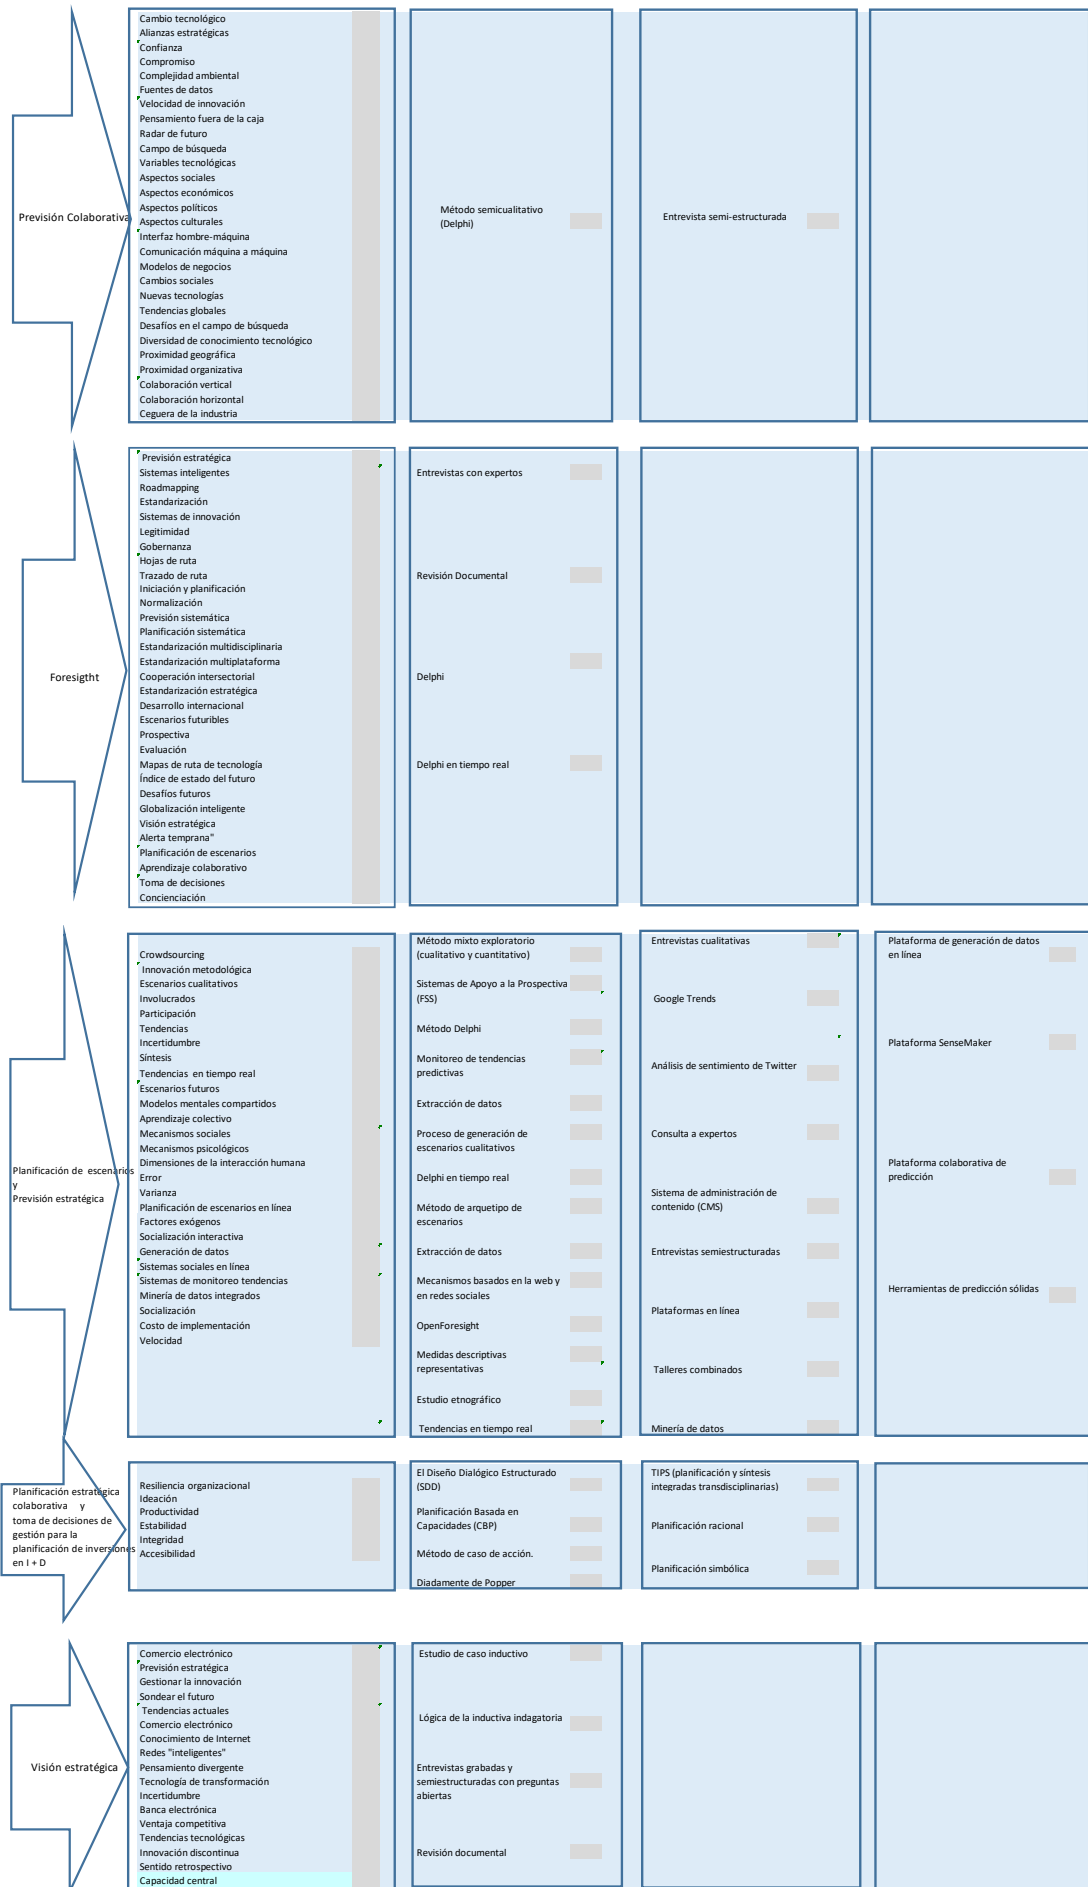 Previsión Colaborativa
Cambio tecnológico
Alianzas estratégicas
Confianza
Compromiso
Complejidad ambiental
Fuentes de datos
Velocidad de innovación
Pensamiento fuera de la caja
Radar de futuro
Campo de búsqueda
Variables tecnológicas
Aspectos sociales
Aspectos económicos
Aspectos políticos
Aspectos culturales
Interfaz hombre-máquina
Comunicación máquina a máquina
Modelos de negocios
Cambios sociales
Nuevas tecnologías
Tendencias globales
Desafíos en el campo de búsqueda
Diversidad de conocimiento tecnológico
Proximidad geográfica
Proximidad organizativa
Colaboración vertical
Colaboración horizontal
Ceguera de la industria
Método semicualitativo
(Delphi)
Entrevista semi-estructurada
Foresigtht
Previsión estratégica
Sistemas inteligentes
Roadmapping
Estandarización
Sistemas de innovación
Legitimidad
Gobernanza
Hojas de ruta
Trazado de ruta
Iniciación y planificación
Normalización
Previsión sistemática
Planificación sistemática
Estandarización multidisciplinaria
Estandarización multiplataforma
Cooperación intersectorial
Estandarización estratégica
Desarrollo internacional
Escenarios futuribles
Prospectiva
Evaluación
Mapas de ruta de tecnología
Índice de estado del futuro
Desafíos futuros
Globalización inteligente
Visión estratégica
Alerta temprana"
Planificación de escenarios
Aprendizaje colaborativo
Toma de decisiones
Concienciación
Entrevistas con expertos
Revisión Documental
Delphi
Delphi en tiempo real
Planificación de escenarios
y
Previsión estratégica
Crowdsourcing
Innovación metodológica
Escenarios cualitativos
Involucrados
Participación
Tendencias
Incertidumbre
Síntesis
Tendencias en tiempo real
Escenarios futuros
Modelos mentales compartidos
Aprendizaje colectivo
Mecanismos sociales
Mecanismos psicológicos
Dimensiones de la interacción humana
Error
Varianza
Planificación de escenarios en línea
Factores exógenos
Socialización interactiva
Generación de datos
Sistemas sociales en línea
Sistemas de monitoreo tendencias
Minería de datos integrados
Socialización
Costo de implementación
Velocidad
Método mixto exploratorio
(cualitativo y cuantitativo)
Sistemas de Apoyo a la Prospectiva
(FSS)
Método Delphi
Monitoreo de tendencias
predictivas
Extracción de datos
Proceso de generación de
escenarios cualitativos
Delphi en tiempo real
Método de arquetipo de
escenarios
Extracción de datos
Mecanismos basados en la web y
en redes sociales
OpenForesight
Medidas descriptivas
representativas
Estudio etnográfico
Tendencias en tiempo real
Entrevistas cualitativas
Google Trends
Análisis de sentimiento de Twitter
Consulta a expertos
Sistema de administración de
contenido (CMS)
Entrevistas semiestructuradas
Plataformas en línea
Talleres combinados
Minería de datos
Plataforma de generación de datos
en línea
Plataforma SenseMaker
Plataforma colaborativa de
predicción
Herramientas de predicción sólidas
Planificación estratégica
colaborativa y
toma de decisiones de
gestión para la
planificación de inversiones
en I + D
Resiliencia organizacional
Ideación
Productividad
Estabilidad
Integridad
Accesibilidad
El Diseño Dialógico Estructurado
(SDD)
Planificación Basada en
Capacidades (CBP)
Método de caso de acción.
Diadamente de Popper
TIPS (planificación y síntesis
integradas transdisciplinarias)
Planificación racional
Planificación simbólica
Visión estratégica
Comercio electrónico
Previsión estratégica
Gestionar la innovación
Sondear el futuro
Tendencias actuales
Comercio electrónico
Conocimiento de Internet
Redes "inteligentes"
Pensamiento divergente
Tecnología de transformación
Incertidumbre
Banca electrónica
Ventaja competitiva
Tendencias tecnológicas
Innovación discontinua
Sentido retrospectivo
Capacidad central
Estudio de caso inductivo
Lógica de la inductiva indagatoria
Entrevistas grabadas y
semiestructuradas con preguntas
abiertas
Revisión documental